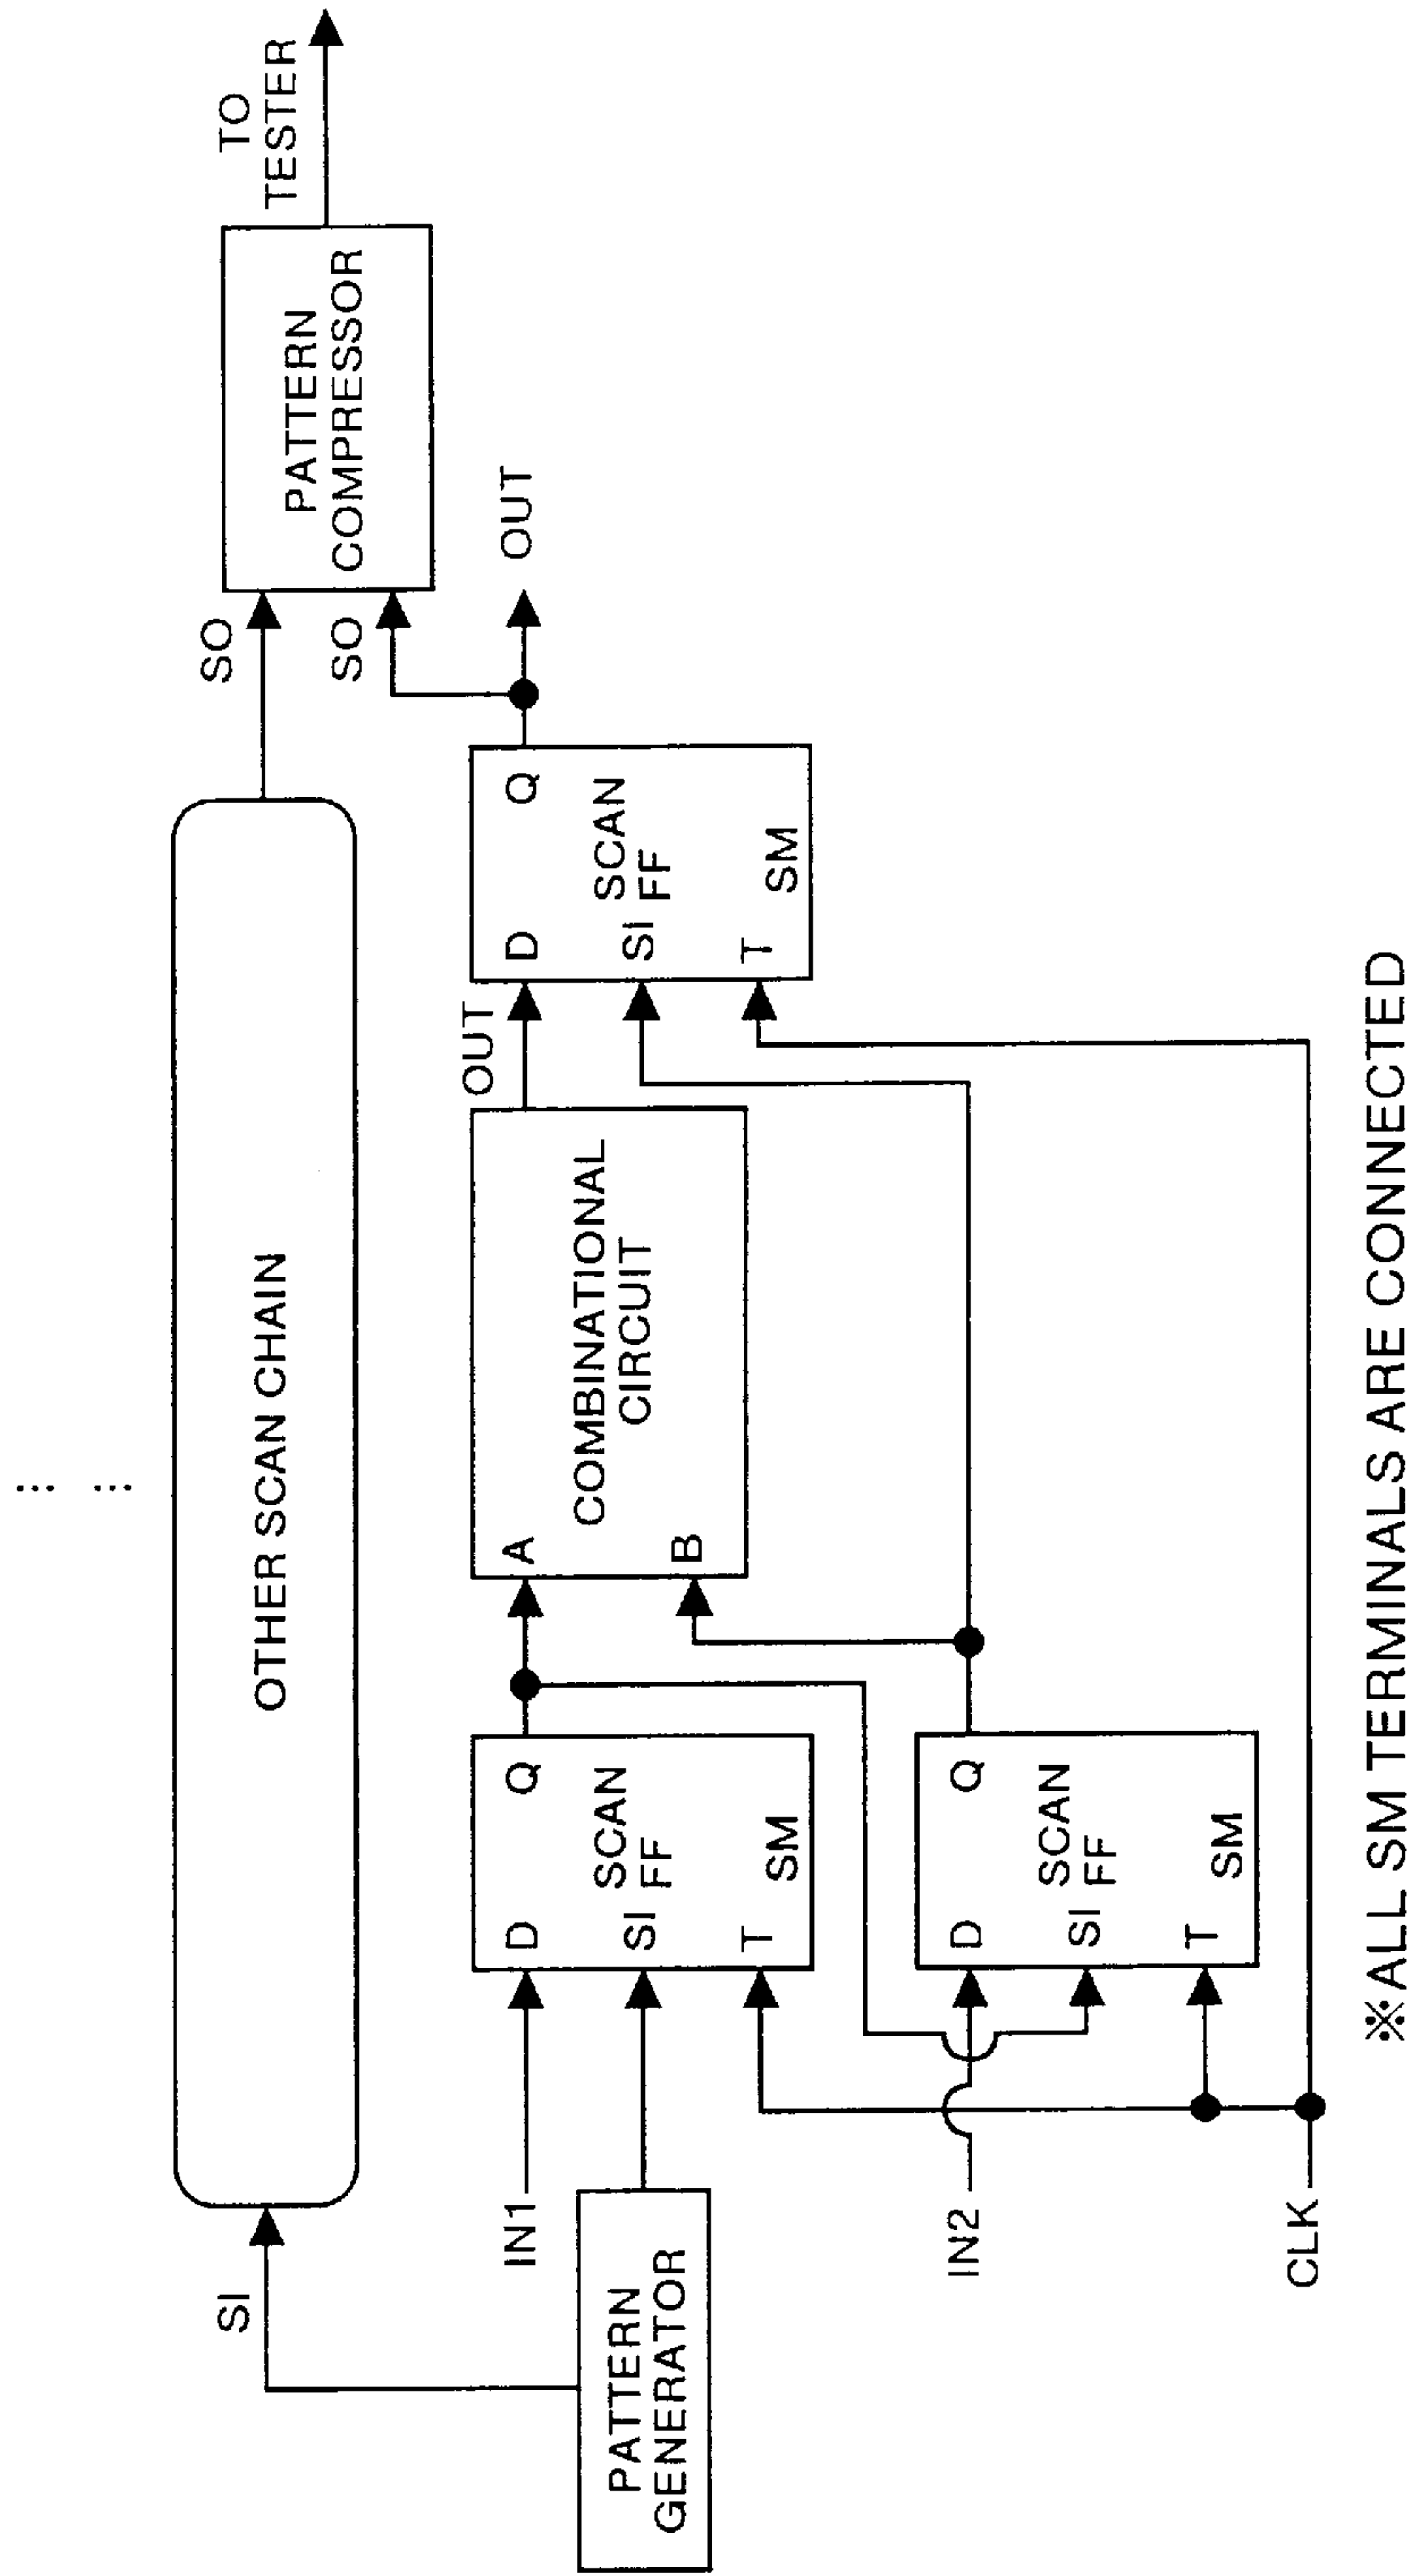 ... ...
SI
OTHER SCAN CHAIN
SO
TO
TESTER
PATTERN
COMPRESSOR
SO
OUT
PATTERN
GENERATOR
IN1
D
Q
SCAN
SI FF
T
SM
A
B
COMBINATIONAL
CIRCUIT
OUT
D
Q
SCAN
SI FF
T
SM
IN2
D
Q
SCAN
SI FF
T
SM
CLK
※ALL SM TERMINALS ARE CONNECTED